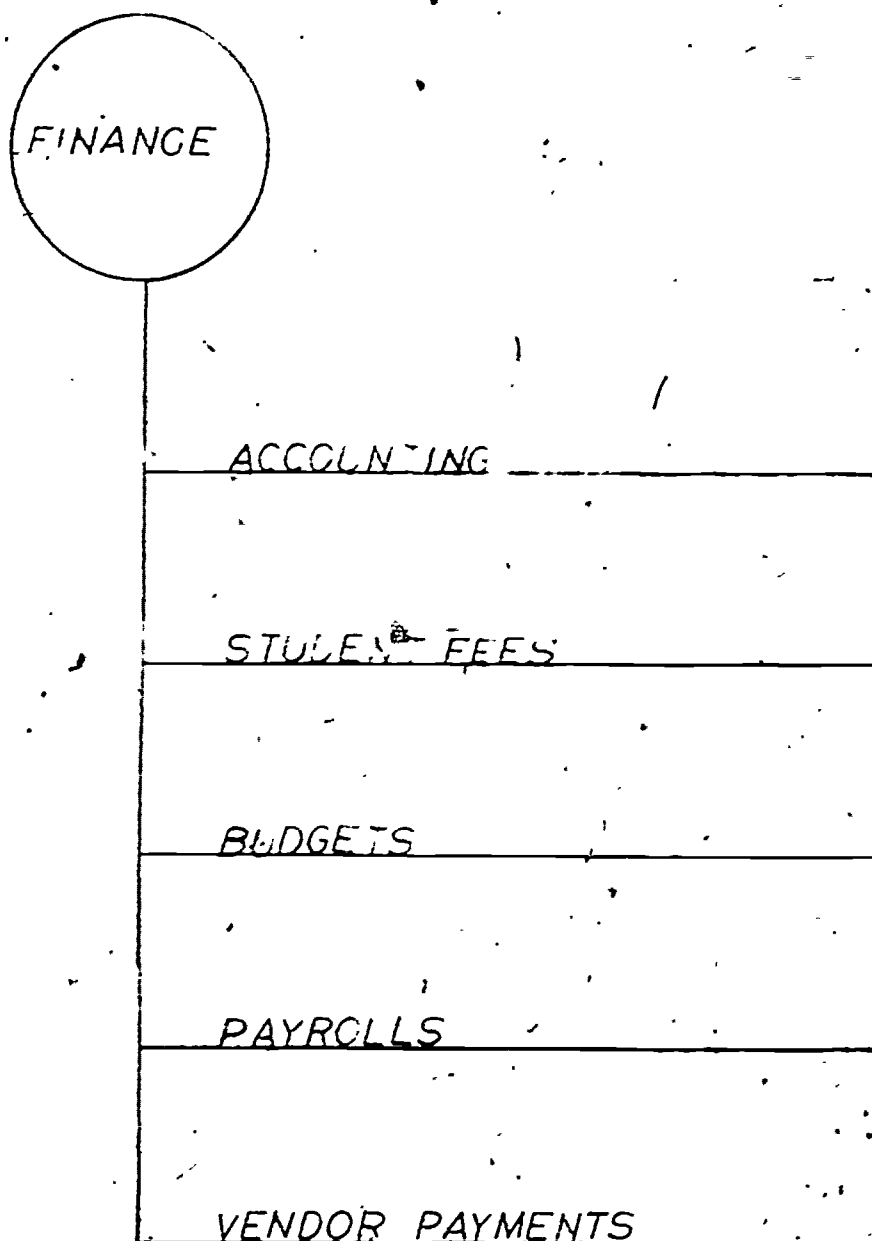 FINANCE
ACCOUNTING
STUDENT FEES
BUDGETS
PAYROLLS
VENDOR PAYMENTS